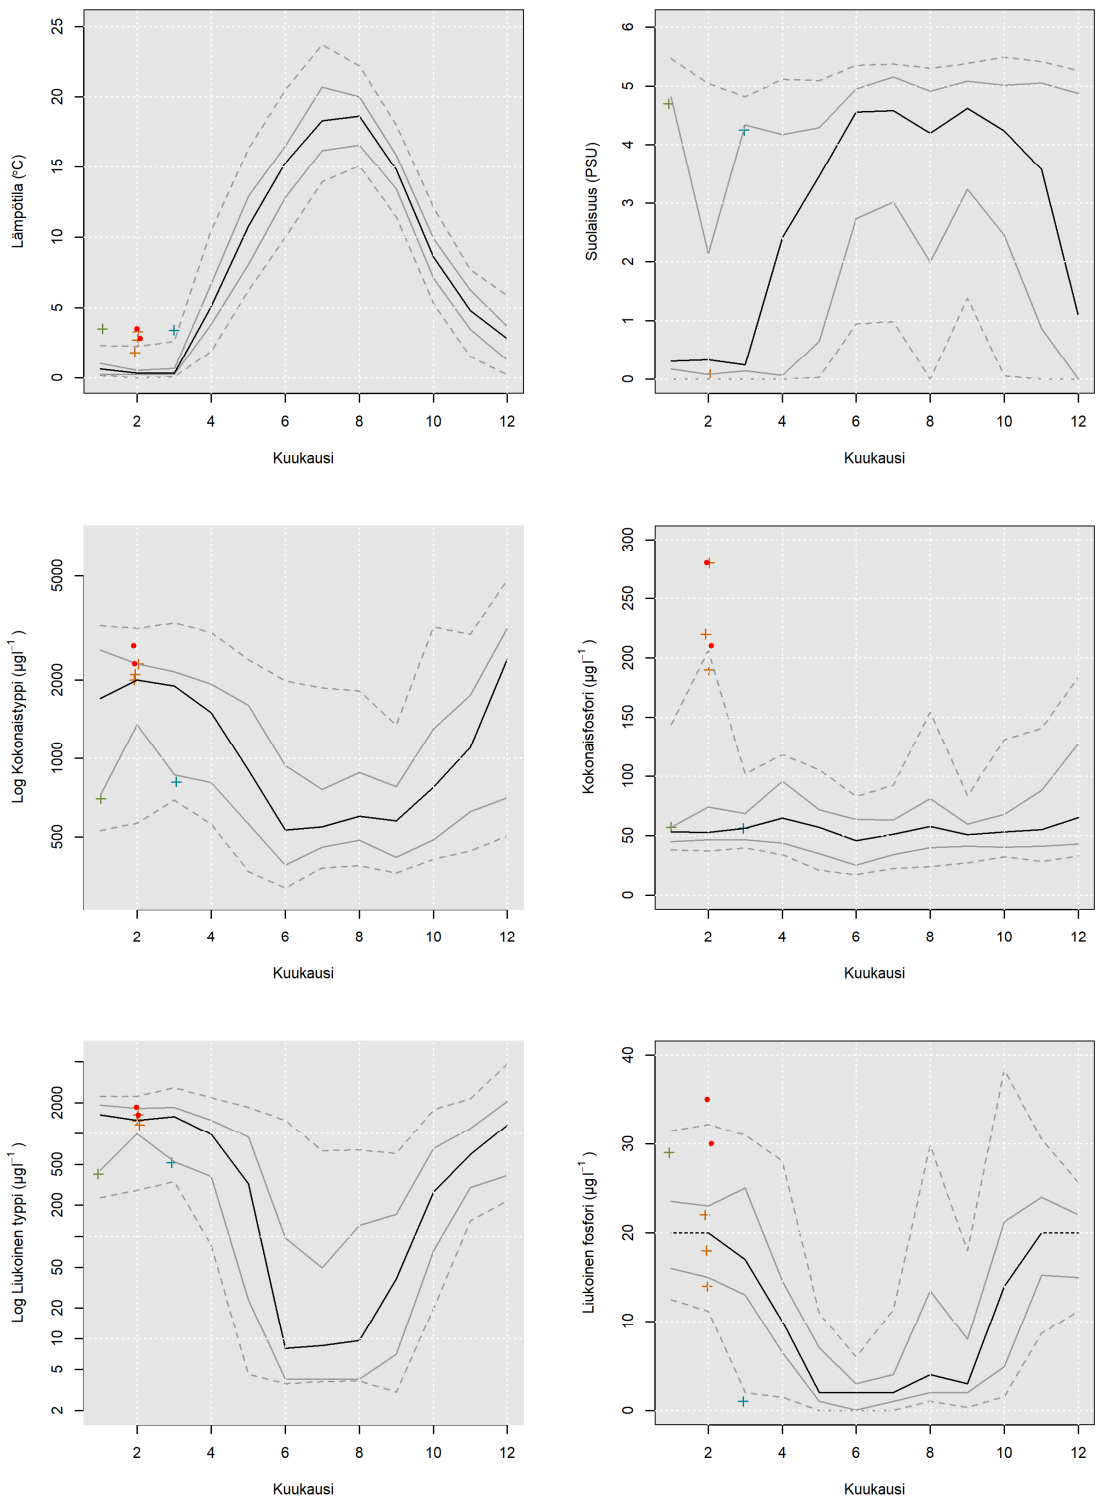 Lämpötila (°C)
25
20
15
10
5
0
2 4 6 8 10 12
Kuukausi
Suolaisuus (PSU)
6
5
4
3
2
1
0
2 4 6 8 10 12
Kuukausi
Log Kokonaistyppi (µgl⁻¹ )
5000
2000
1000
500
2 4 6 8 10 12
Kuukausi
Kokonaisfosfori (µgl⁻¹ )
300
250
200
150
100
50
0
2 4 6 8 10 12
Kuukausi
Log Liukoinen typpi (µgl⁻¹ )
2000
500
200
50
20
10
5
2
2 4 6 8 10 12
Kuukausi
Liukoinen fosfori (µgl⁻¹ )
40
30
20
10
0
2 4 6 8 10 12
Kuukausi